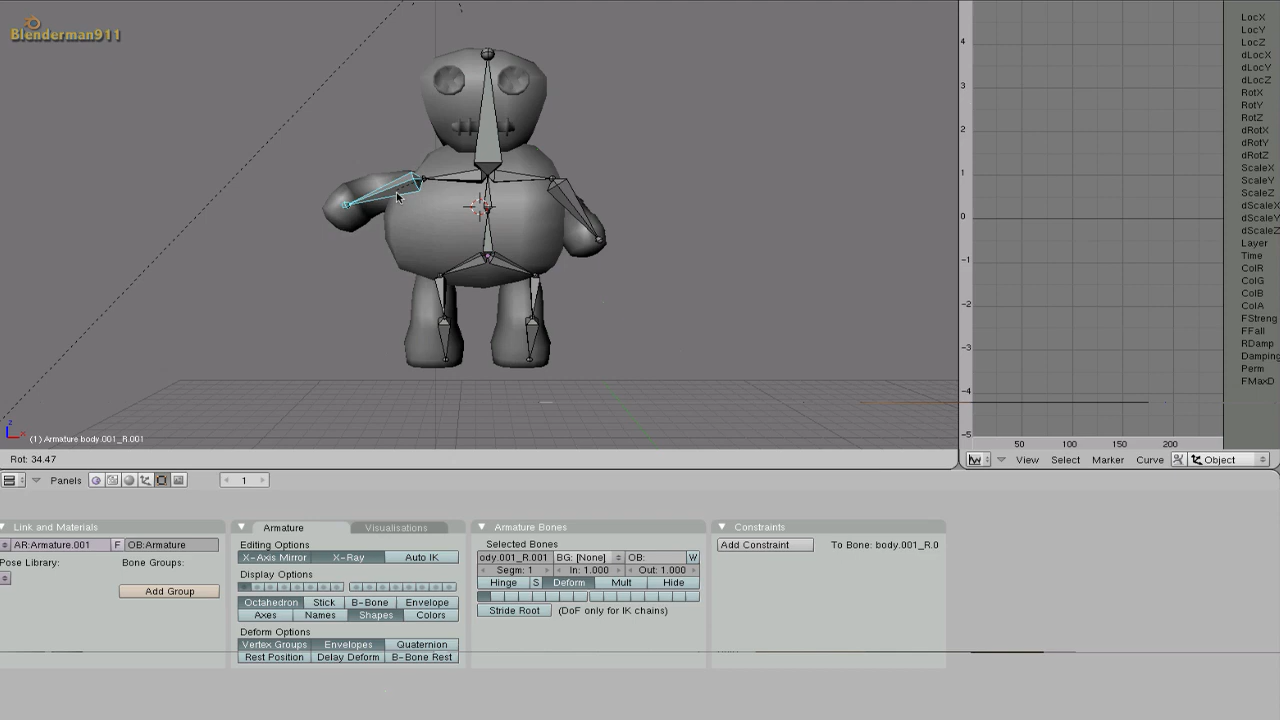 Blenderman911
(1) Armature body.001_R.001
Rot: 34.47
4
3
2
1
0
-1
-2
-3
-4
-5
50 100 150 200
LocX
LocY
LocZ
dLocX
dLocY
dLocZ
RotX
RotY
RotZ
dRotX
dRotY
dRotZ
ScaleX
ScaleY
ScaleZ
dScaleX
dScaleY
dScaleZ
Layer
Time
ColR
ColG
ColB
ColA
FStreng
FFall
RDamp
Damping
Perm
FMaxD
View Select Marker Curve Object
Panels 1
Link and Materials
AR:Armature.001 F OB:Armature
Pose Library: Bone Groups:
Add Group
Armature Visualisations
Editing Options
X-Axis Mirror X-Ray Auto IK
Display Options
Octahedron Stick B-Bone Envelope
Axes Names Shapes Colors
Deform Options
Vertex Groups Envelopes Quaternion
Rest Position Delay Deform B-Bone Rest
Armature Bones
Selected Bones
ody.001_R.001 BG: [None] OB: W
Segm: 1 In: 1.000 Out: 1.000
Hinge S Deform Mult Hide
Stride Root (DoF only for IK chains)
Constraints
Add Constraint To Bone: body.001_R.0